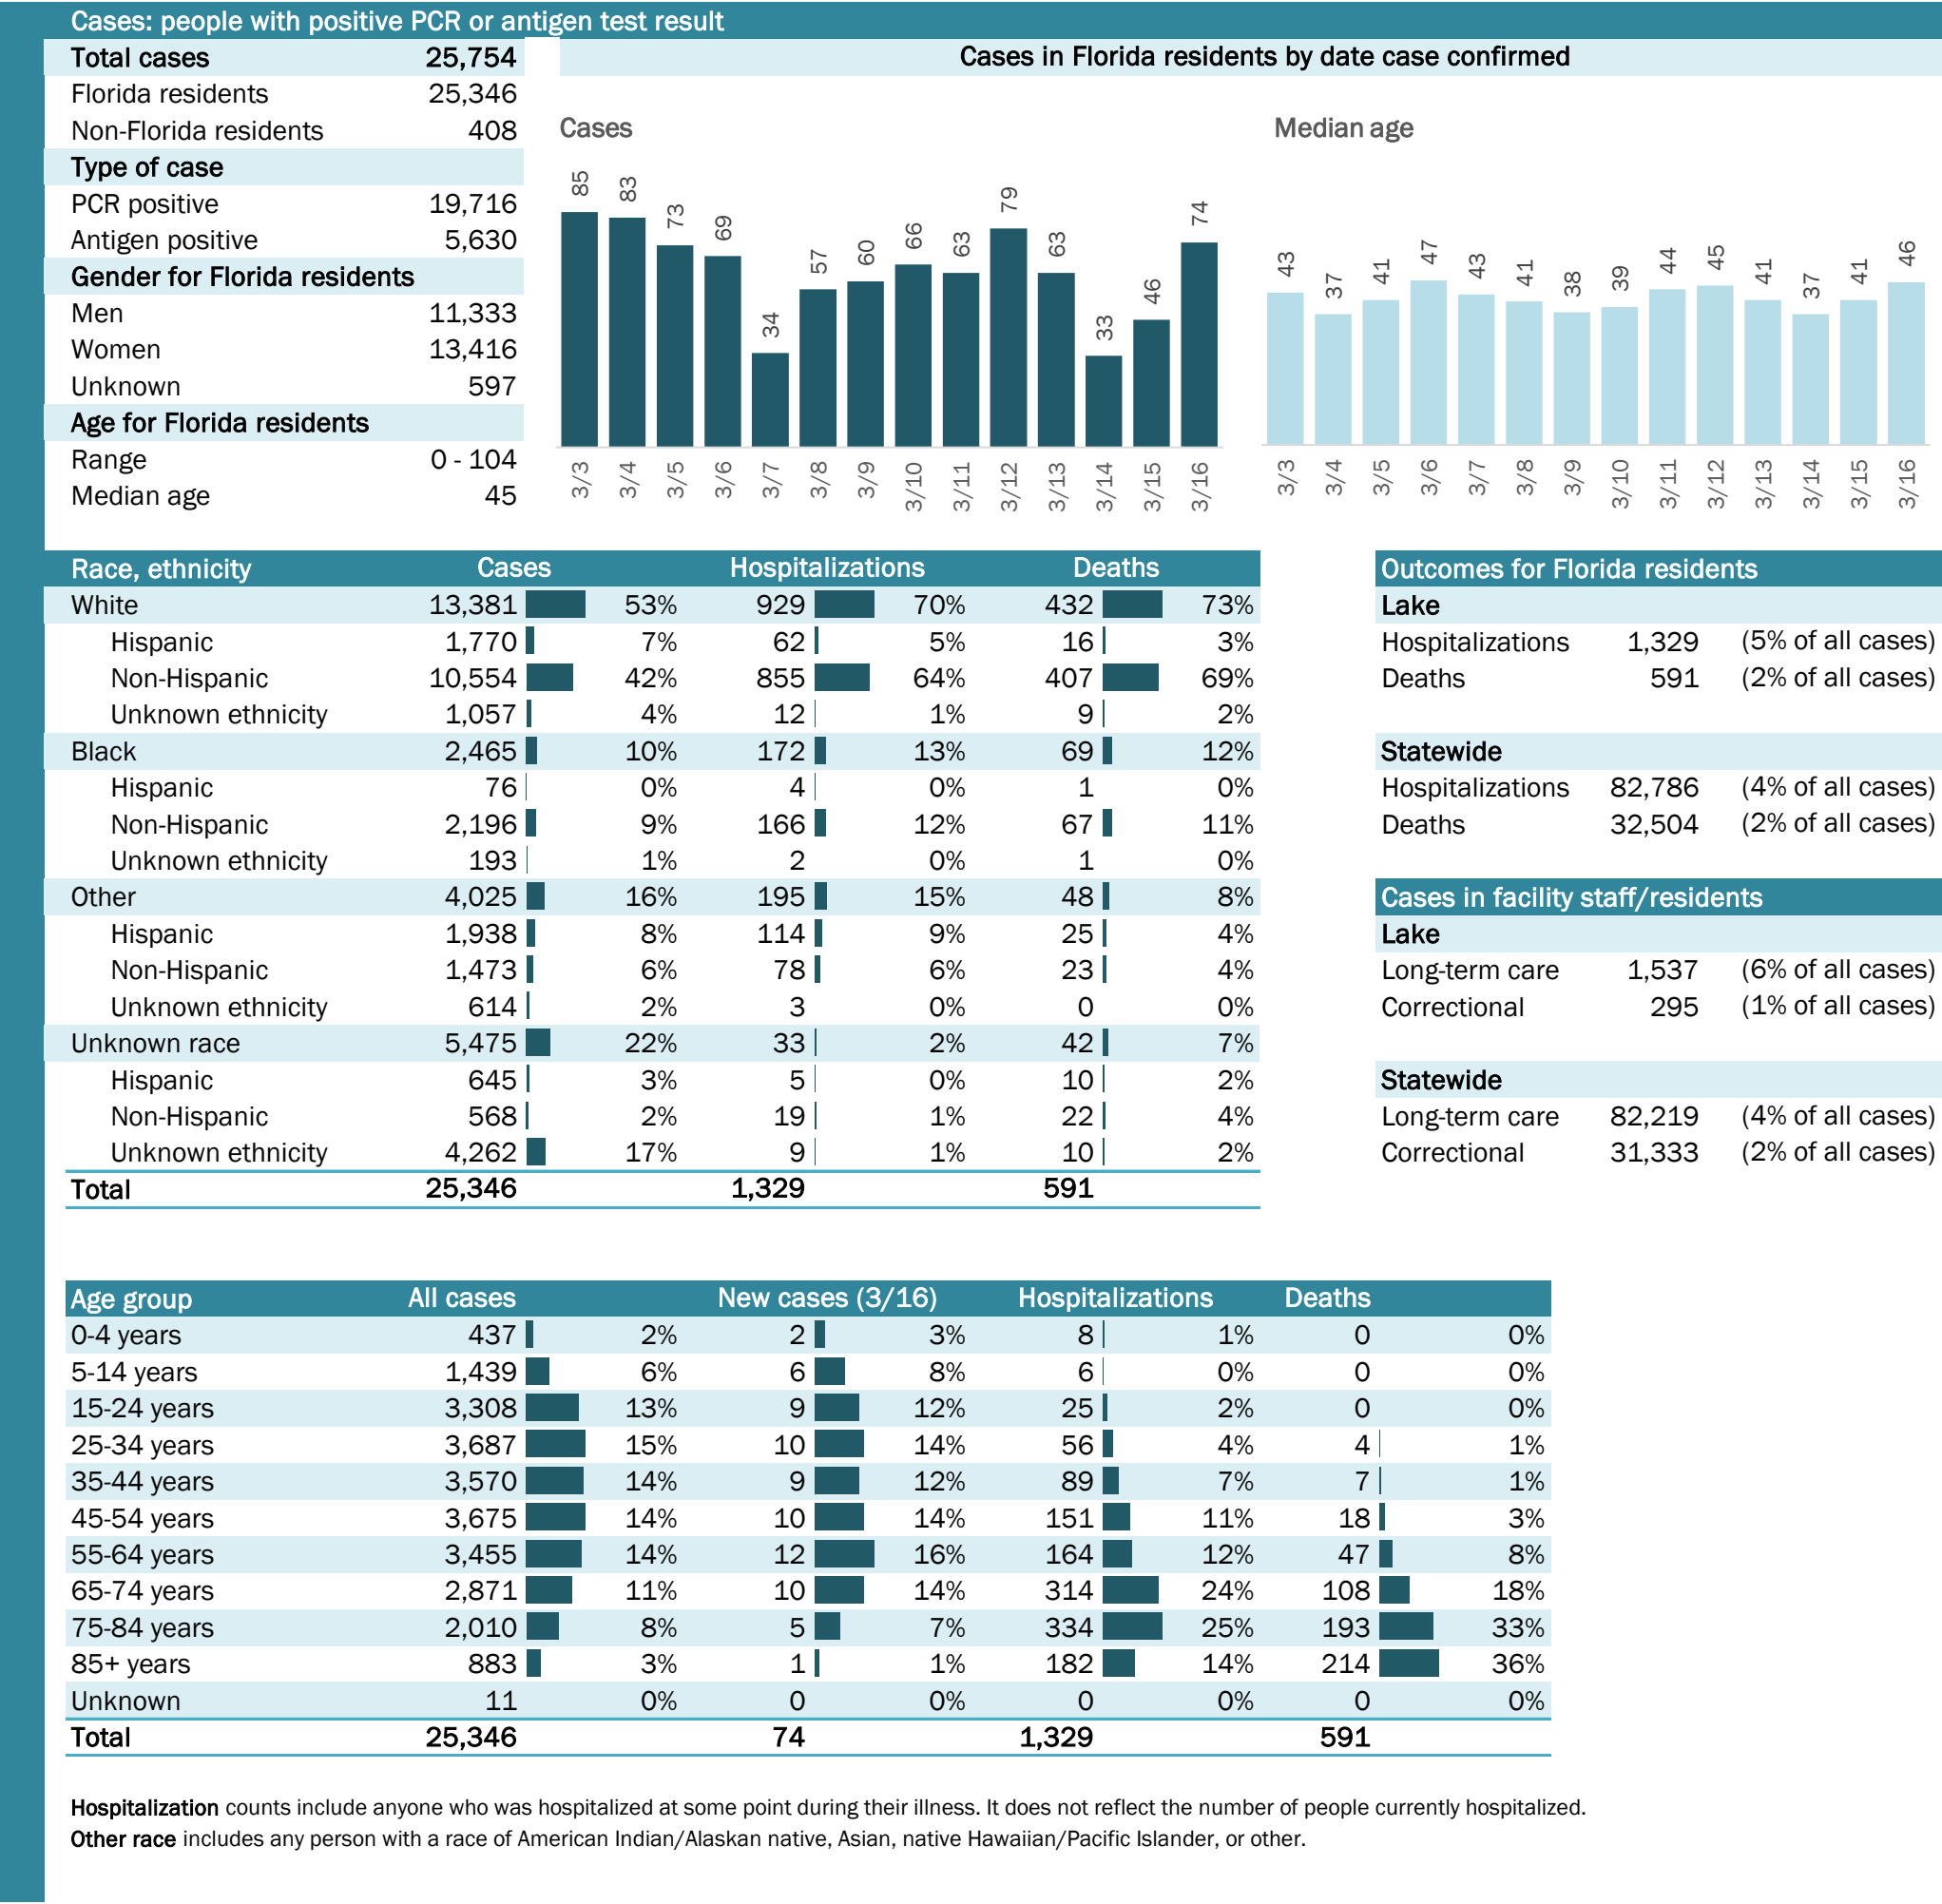 Cases: people with positive PCR or antigen test result
Total cases 25,754
Florida residents 25,346
Non-Florida residents 408
Type of case
PCR positive 19,716
Antigen positive 5,630
Gender for Florida residents
Men 11,333
Women 13,416
Unknown 597
Age for Florida residents
Range 0 - 104
Median age 45
Cases in Florida residents by date case confirmed
Cases
85 83 73 69 34 57 60 66 63 79 63 33 46 74
3/3 3/4 3/5 3/6 3/7 3/8 3/9 3/10 3/11 3/12 3/13 3/14 3/15 3/16
Median age
43 37 41 47 43 41 38 39 44 45 41 37 41 46
3/3 3/4 3/5 3/6 3/7 3/8 3/9 3/10 3/11 3/12 3/13 3/14 3/15 3/16
Race, ethnicity Cases Hospitalizations Deaths
White 13,381 53% 929 70% 432 73%
Hispanic 1,770 7% 62 5% 16 3%
Non-Hispanic 10,554 42% 855 64% 407 69%
Unknown ethnicity 1,057 4% 12 1% 9 2%
Black 2,465 10% 172 13% 69 12%
Hispanic 76 0% 4 0% 1 0%
Non-Hispanic 2,196 9% 166 12% 67 11%
Unknown ethnicity 193 1% 2 0% 1 0%
Other 4,025 16% 195 15% 48 8%
Hispanic 1,938 8% 114 9% 25 4%
Non-Hispanic 1,473 6% 78 6% 23 4%
Unknown ethnicity 614 2% 3 0% 0 0%
Unknown race 5,475 22% 33 2% 42 7%
Hispanic 645 3% 5 0% 10 2%
Non-Hispanic 568 2% 19 1% 22 4%
Unknown ethnicity 4,262 17% 9 1% 10 2%
Total 25,346 1,329 591
Outcomes for Florida residents
Lake
Hospitalizations 1,329 (5% of all cases)
Deaths 591 (2% of all cases)
Statewide
Hospitalizations 82,786 (4% of all cases)
Deaths 32,504 (2% of all cases)
Cases in facility staff/residents
Lake
Long-term care 1,537 (6% of all cases)
Correctional 295 (1% of all cases)
Statewide
Long-term care 82,219 (4% of all cases)
Correctional 31,333 (2% of all cases)
Age group All cases New cases (3/16) Hospitalizations Deaths
0-4 years 437 2% 2 3% 8 1% 0 0%
5-14 years 1,439 6% 6 8% 6 0% 0 0%
15-24 years 3,308 13% 9 12% 25 2% 0 0%
25-34 years 3,687 15% 10 14% 56 4% 4 1%
35-44 years 3,570 14% 9 12% 89 7% 7 1%
45-54 years 3,675 14% 10 14% 151 11% 18 3%
55-64 years 3,455 14% 12 16% 164 12% 47 8%
65-74 years 2,871 11% 10 14% 314 24% 108 18%
75-84 years 2,010 8% 5 7% 334 25% 193 33%
85+ years 883 3% 1 1% 182 14% 214 36%
Unknown 11 0% 0 0% 0 0% 0 0%
Total 25,346 74 1,329 591
Hospitalization counts include anyone who was hospitalized at some point during their illness. It does not reflect the number of people currently hospitalized.
Other race includes any person with a race of American Indian/Alaskan native, Asian, native Hawaiian/Pacific Islander, or other.